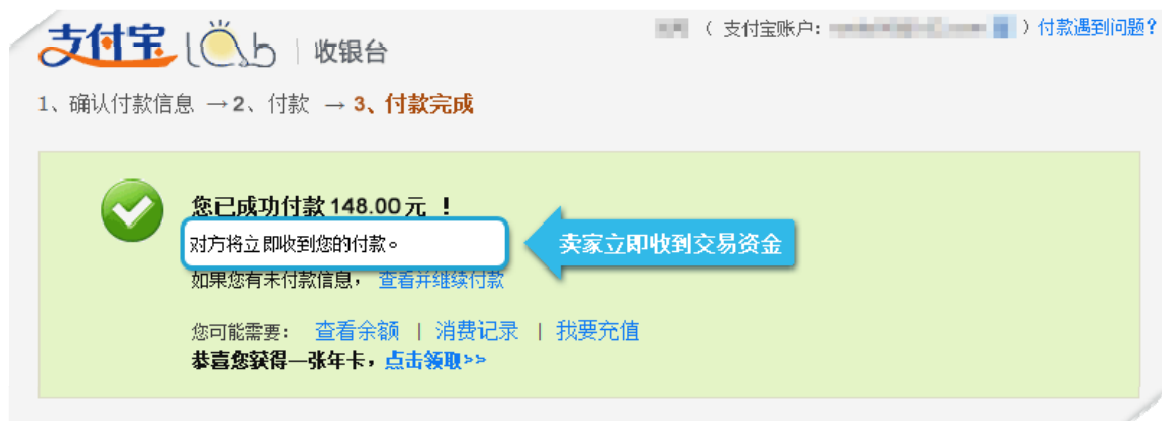 支付宝 Lab 收银台 （ 支付宝账户： ）付款遇到问题？
1、确认付款信息 →2、付款 → 3、付款完成
您已成功付款 148.00 元 ！
对方将立即收到您的付款。
卖家立即收到交易资金
如果您有未付款信息， 查看并继续付款
您可能需要： 查看余额 | 消费记录 | 我要充值
恭喜您获得一张年卡，点击领取>>